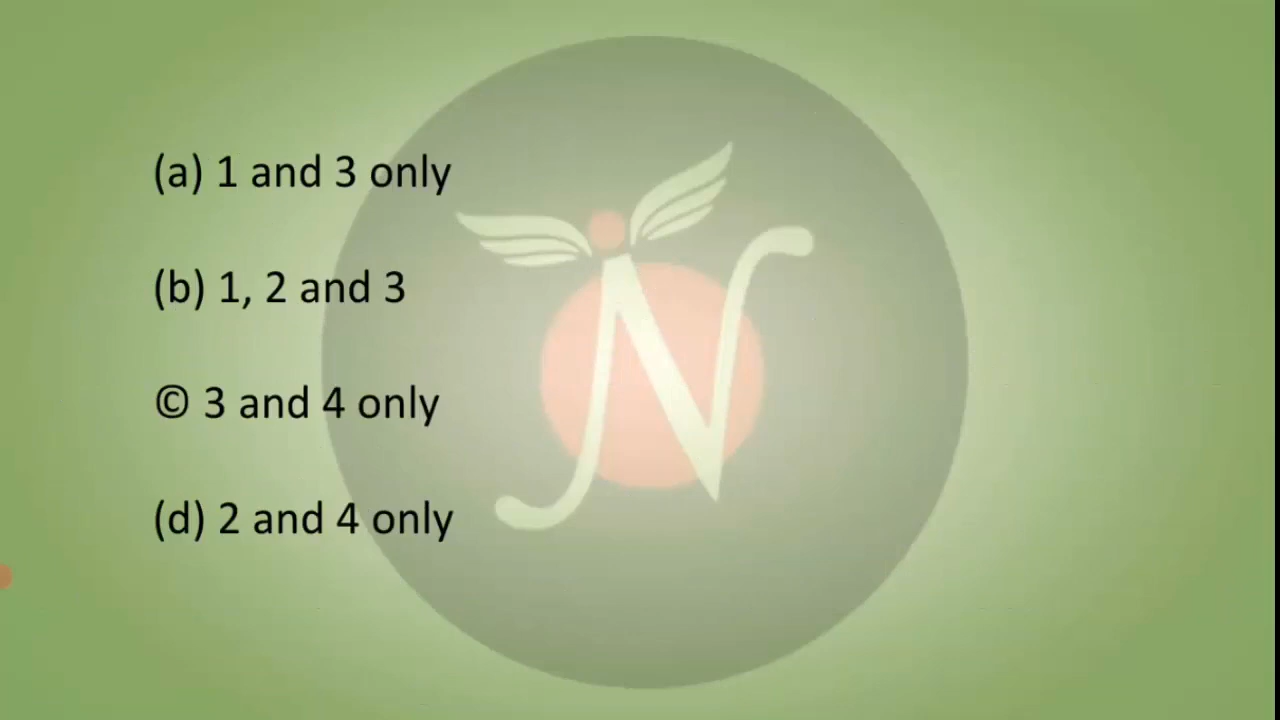 (a) 1 and 3 only
(b) 1, 2 and 3
© 3 and 4 only
(d) 2 and 4 only
N